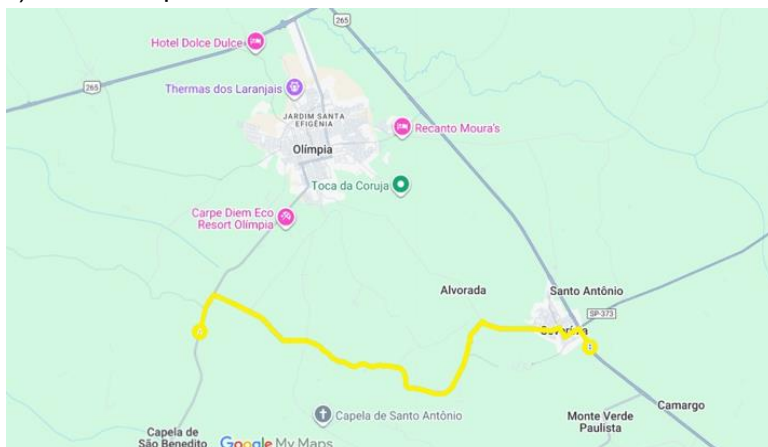 265
Hotel Dolce Dulce
265
Thermas dos Laranjais
JARDIM SANTA
EFIGÊNIA
Recanto Moura's
Olímpia
Toca da Coruja
Carpe Diem Eco
Resort Olímpia
Alvorada
Santo Antônio
SP-373
Severínia
Capela de Santo Antônio
Camargo
Monte Verde
Paulista
Capela de
São Benedito
Google My Maps